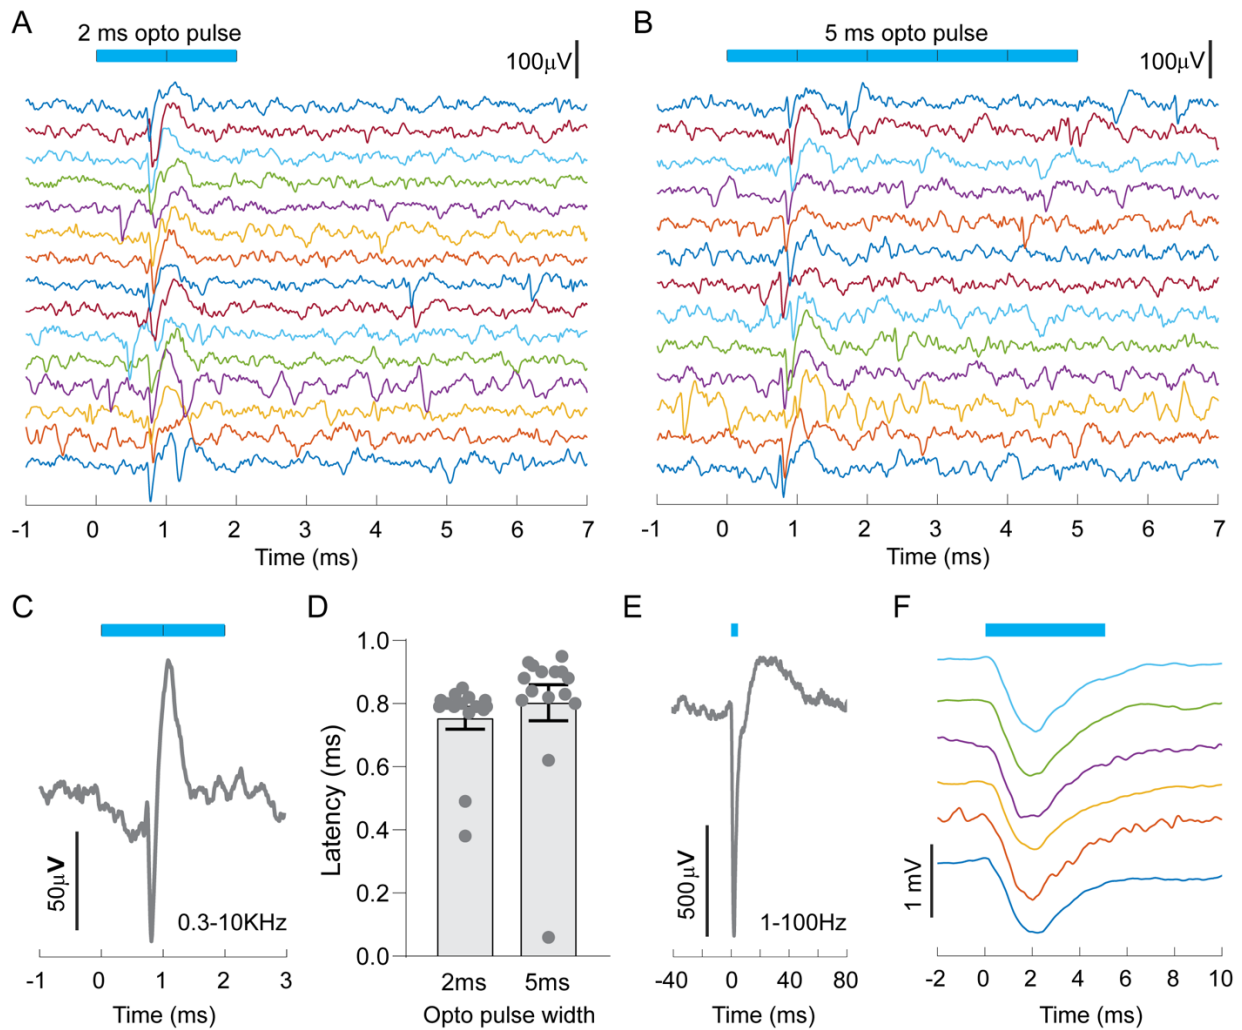 A
2 ms opto pulse
100μV
-1 0 1 2 3 4 5 6 7
Time (ms)
B
5 ms opto pulse
100μV
-1 0 1 2 3 4 5 6 7
Time (ms)
C
50μV
0.3-10KHz
-1 0 1 2 3
Time (ms)
D
Latency (ms)
1.0
0.8
0.6
0.4
0.2
0.0
2ms 5ms
Opto pulse width
E
500μV
1-100Hz
-40 0 40 80
Time (ms)
F
1 mV
-2 0 2 4 6 8 10
Time (ms)